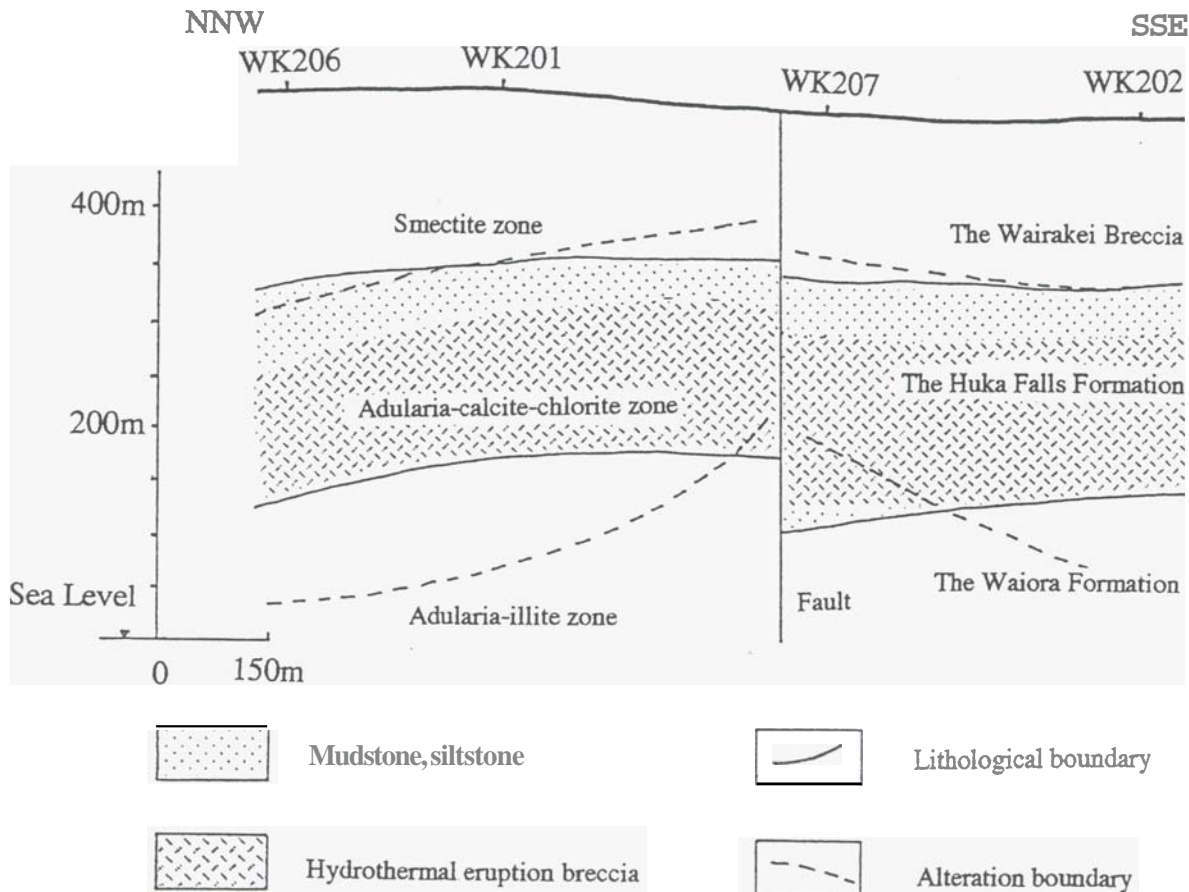 NNW SSE
WK206 WK201 WK207 WK202
400m
Smectite zone
The Wairakei Breccia
Adularia-calcite-chlorite zone
The Huka Falls Formation
200m
Sea Level
Adularia-illite zone
Fault
The Waiora Formation
0 150m
Mudstone, siltstone
Lithological boundary
Hydrothermal eruption breccia
Alteration boundary